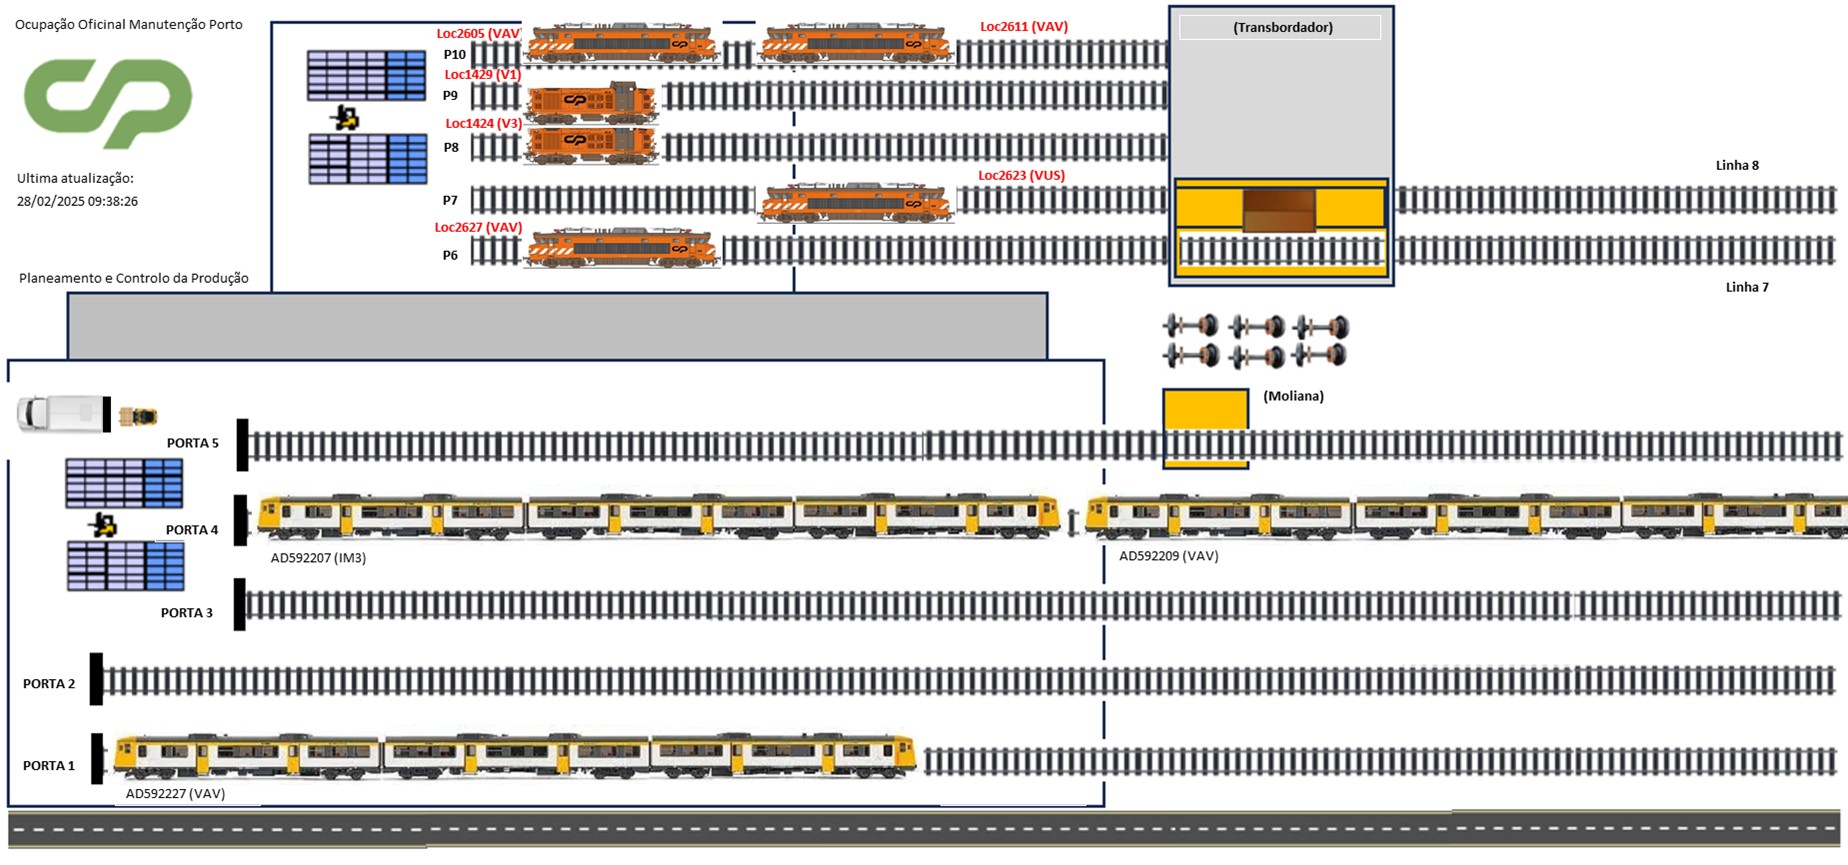 Ocupação Oficinal Manutenção Porto
Ultima atualização:
28/02/2025 09:38:26
Planeamento e Controlo da Produção
Loc2605 (VAV)
Loc2611 (VAV)
P10
Loc1429 (V1)
P9
Loc1424 (V3)
P8
Loc2623 (VUS)
P7
Loc2627 (VAV)
P6
(Transbordador)
Linha 8
Linha 7
(Moliana)
PORTA 5
PORTA 4
AD592207 (IM3)
AD592209 (VAV)
PORTA 3
PORTA 2
PORTA 1
AD592227 (VAV)